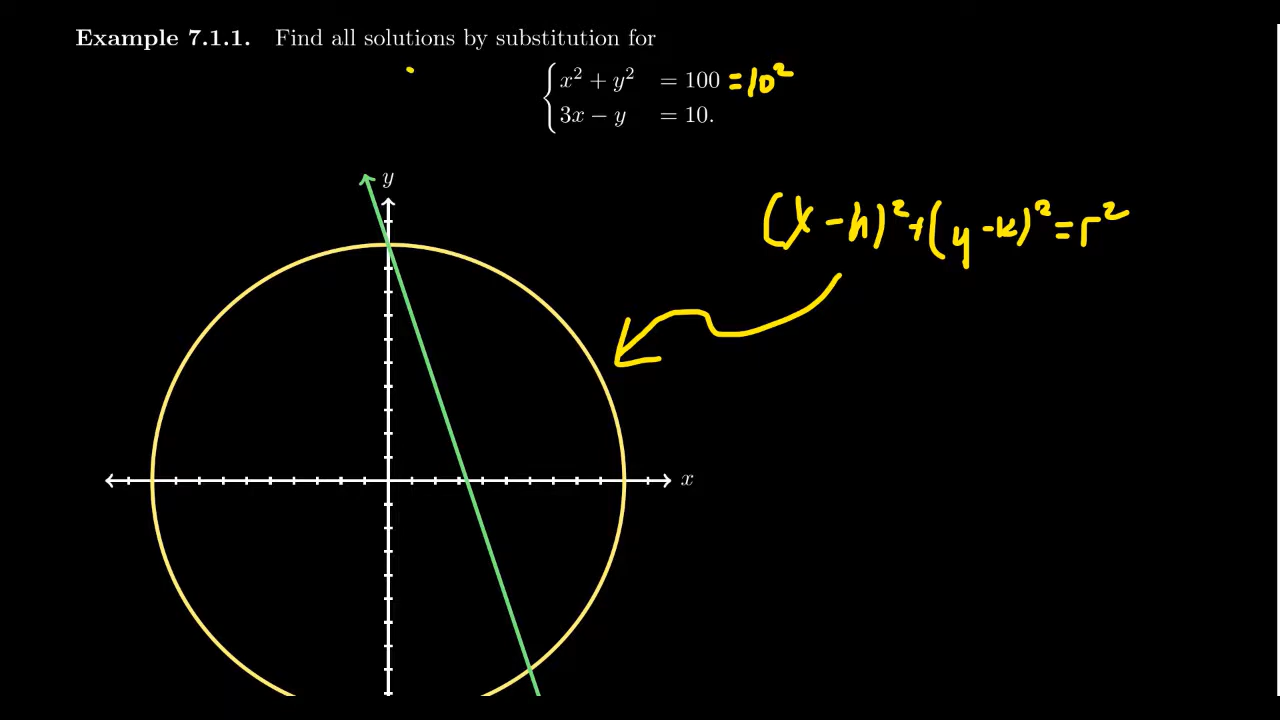 Example 7.1.1. Find all solutions by substitution for
x² + y² = 100 =10²
3x − y = 10.
y
(x-h)²+(y-k)²=r²
x